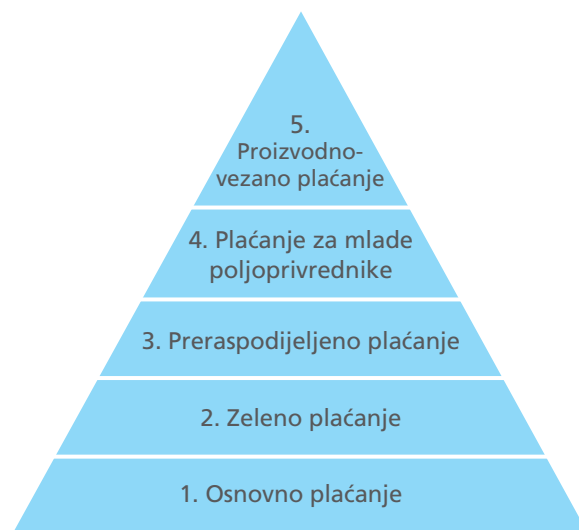 5.
Proizvodno-
vezano plaćanje
4. Plaćanje za mlade
poljoprivrednike
3. Preraspodijeljeno plaćanje
2. Zeleno plaćanje
1. Osnovno plaćanje